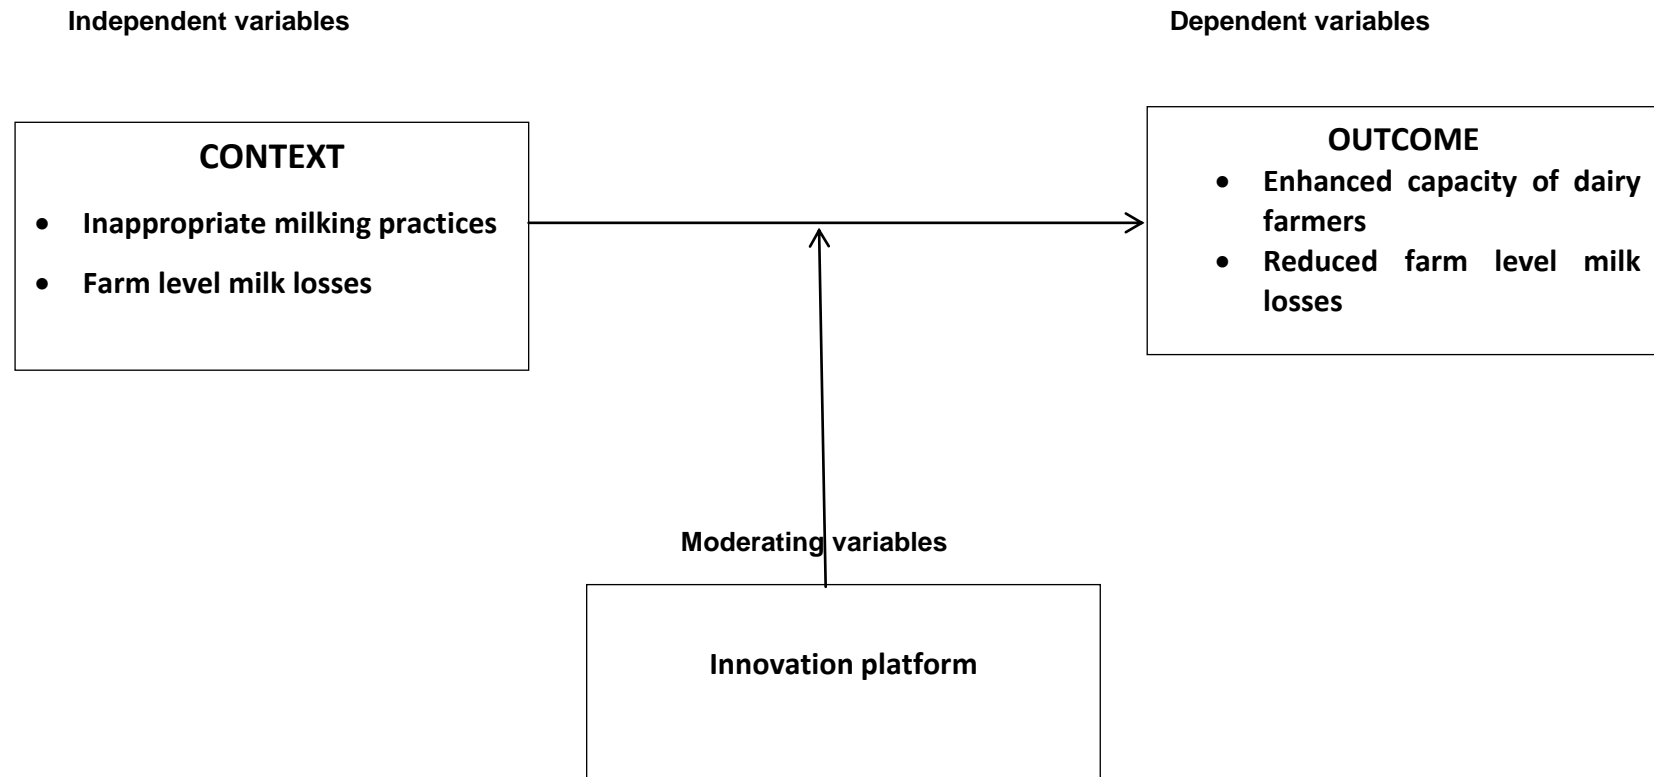 Independent variables
Dependent variables
CONTEXT
• Inappropriate milking practices
• Farm level milk losses
OUTCOME
• Enhanced capacity of dairy
farmers
• Reduced farm level milk
losses
Moderating variables
Innovation platform